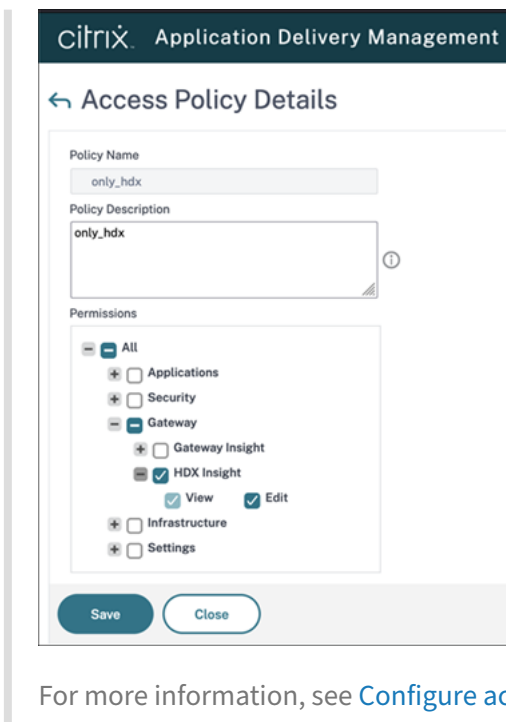 citrix. Application Delivery Management
Access Policy Details
Policy Name
only_hdx
Policy Description
only_hdx
Permissions
All
Applications
Security
Gateway
Gateway Insight
HDX Insight
View Edit
Infrastructure
Settings
Save Close
For more information, see Configure